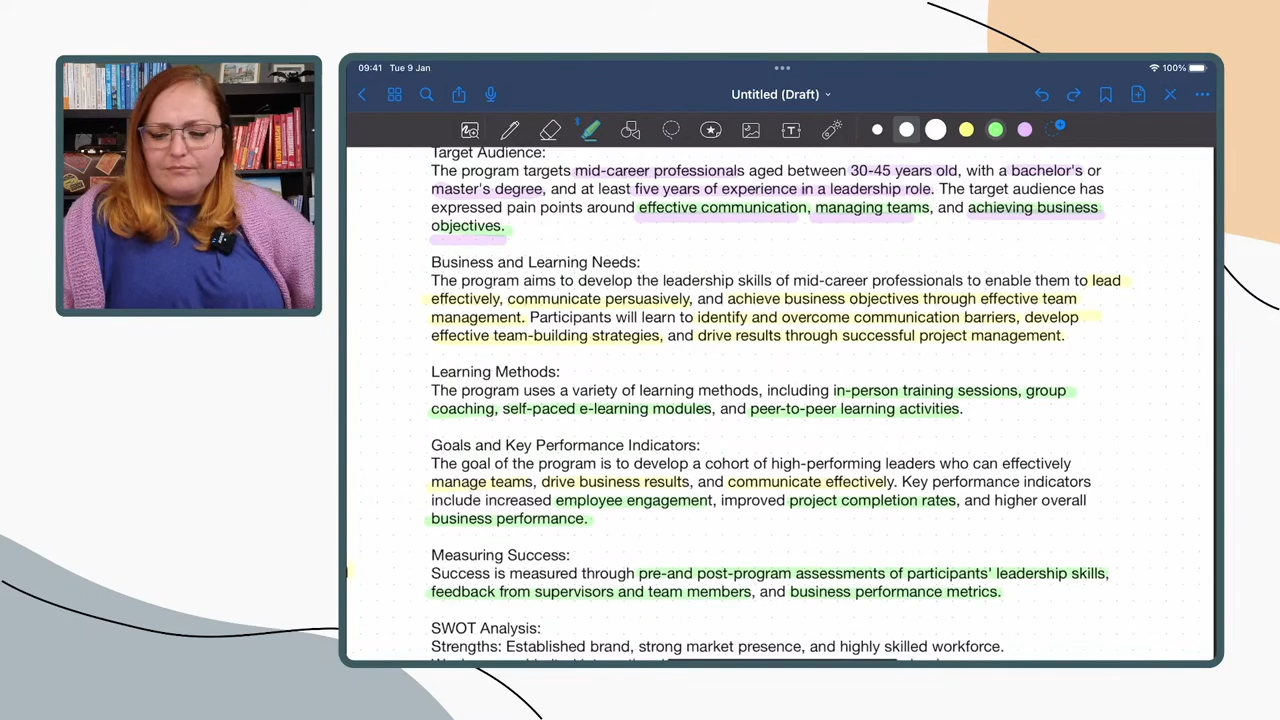 09:41 Tue 9 Jan
100%
Untitled (Draft)
Target Audience:
The program targets mid-career professionals aged between 30-45 years old, with a bachelor's or
master's degree, and at least five years of experience in a leadership role. The target audience has
expressed pain points around effective communication, managing teams, and achieving business
objectives.
Business and Learning Needs:
The program aims to develop the leadership skills of mid-career professionals to enable them to lead
effectively, communicate persuasively, and achieve business objectives through effective team
management. Participants will learn to identify and overcome communication barriers, develop
effective team-building strategies, and drive results through successful project management.
Learning Methods:
The program uses a variety of learning methods, including in-person training sessions, group
coaching, self-paced e-learning modules, and peer-to-peer learning activities.
Goals and Key Performance Indicators:
The goal of the program is to develop a cohort of high-performing leaders who can effectively
manage teams, drive business results, and communicate effectively. Key performance indicators
include increased employee engagement, improved project completion rates, and higher overall
business performance.
Measuring Success:
Success is measured through pre-and post-program assessments of participants' leadership skills,
feedback from supervisors and team members, and business performance metrics.
SWOT Analysis:
Strengths: Established brand, strong market presence, and highly skilled workforce.